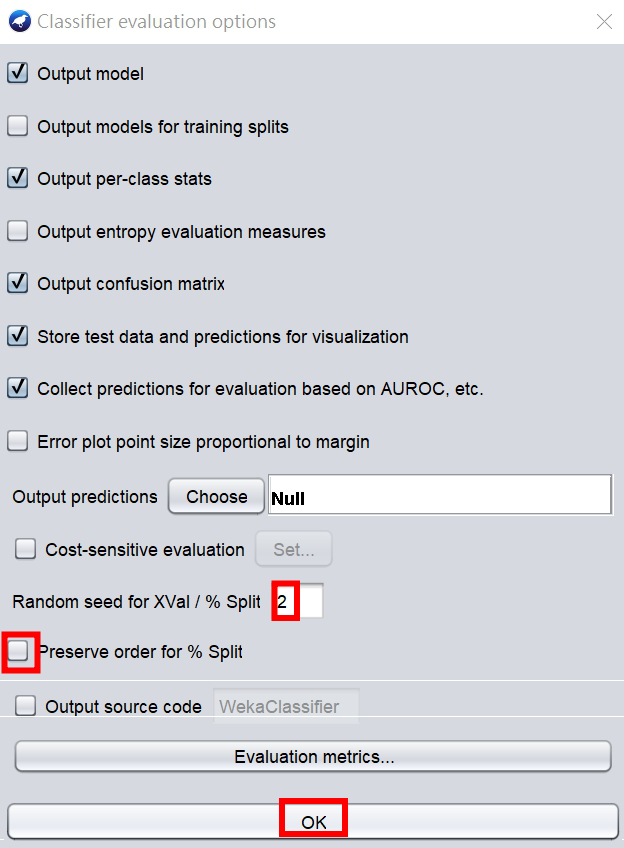 Classifier evaluation options
Output model
Output models for training splits
Output per-class stats
Output entropy evaluation measures
Output confusion matrix
Store test data and predictions for visualization
Collect predictions for evaluation based on AUROC, etc.
Error plot point size proportional to margin
Output predictions Choose Null
Cost-sensitive evaluation Set...
Random seed for XVal / % Split 2
Preserve order for % Split
Output source code WekaClassifier
Evaluation metrics...
OK